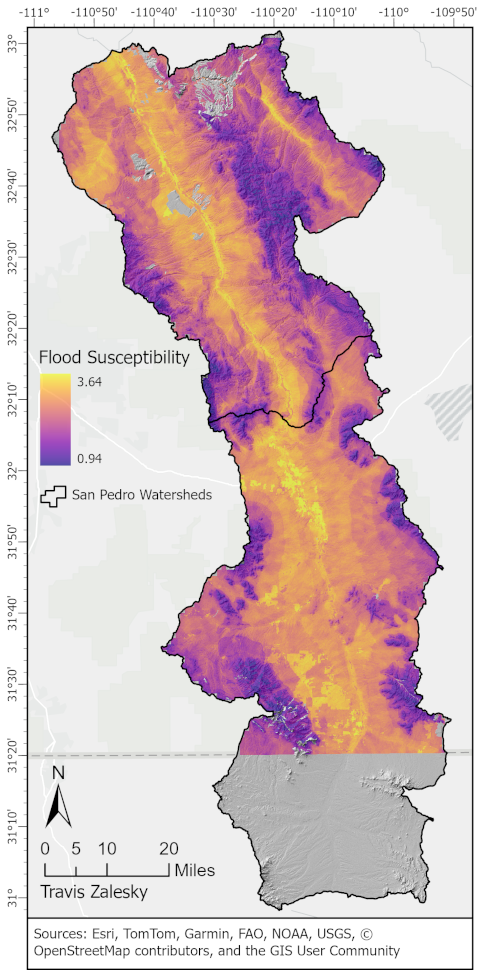 -111° -110°50' -110°40' -110°30' -110°20' -110°10' -110° -109°50'
33°
32°50'
32°40'
32°30'
32°20'
32°10'
32°
31°50'
31°40'
31°30'
31°20'
31°10'
31°
Flood Susceptibility
3.64
0.94
San Pedro Watersheds
N
0 5 10 20
Miles
Travis Zalesky
Sources: Esri, TomTom, Garmin, FAO, NOAA, USGS, ©
OpenStreetMap contributors, and the GIS User Community